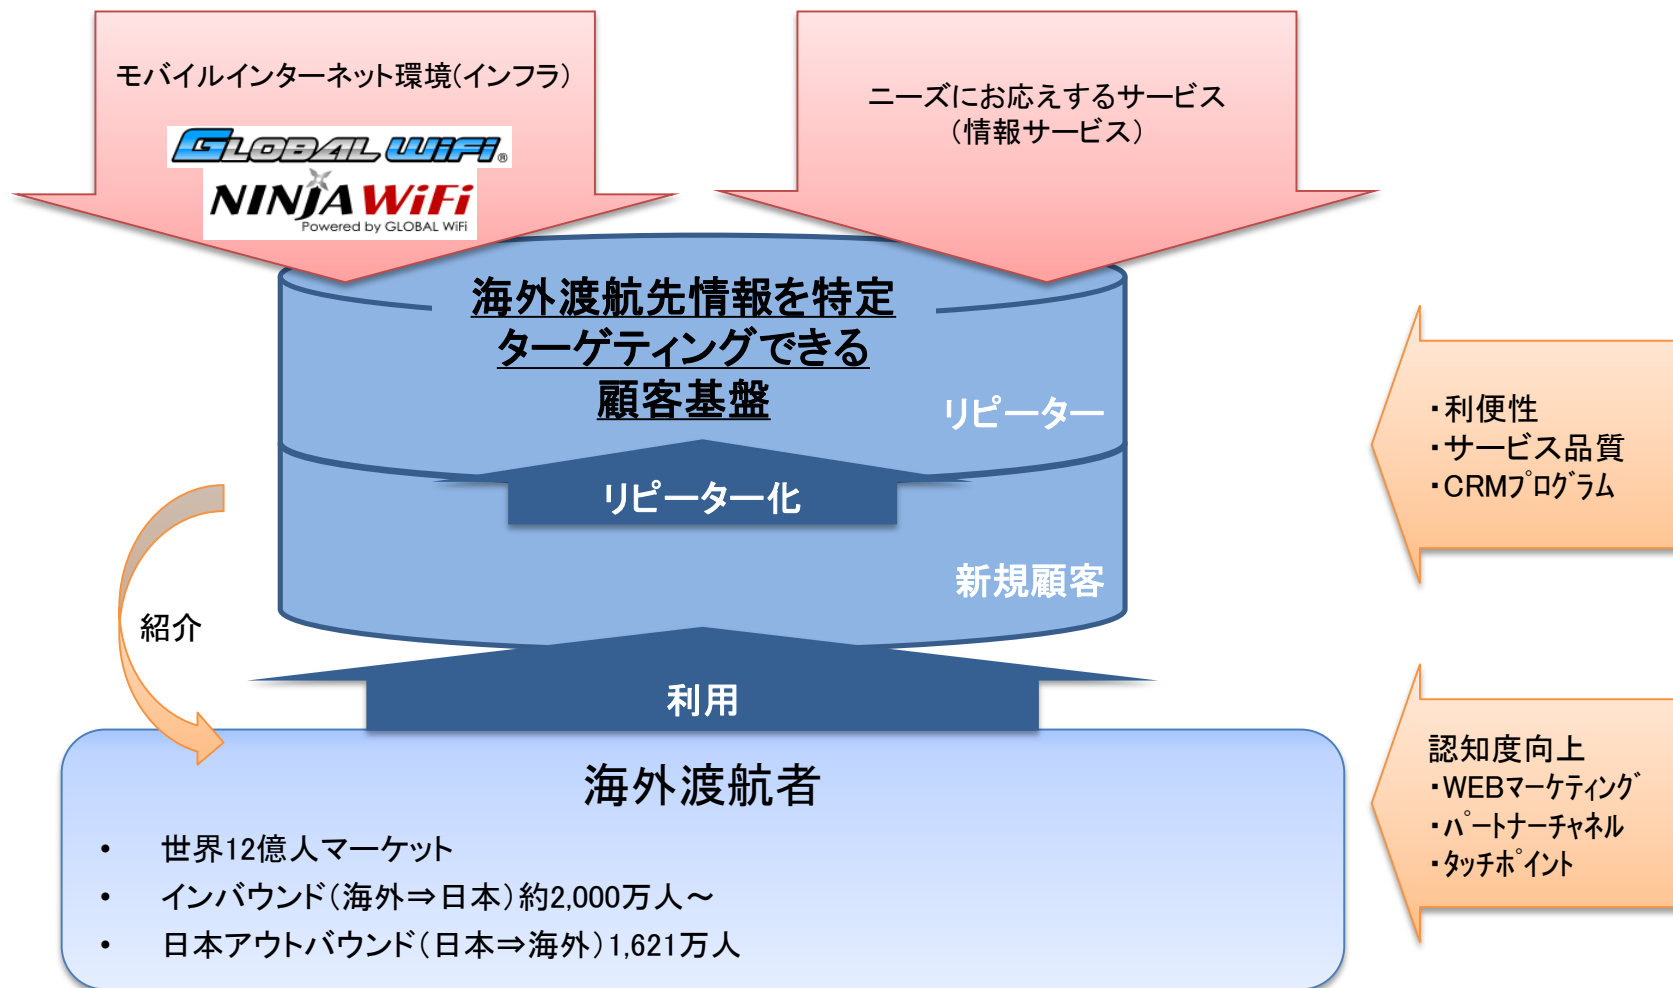 モバイルインターネット環境(インフラ)
GLOBAL WiFi®
NINJA WiFi
Powered by GLOBAL WiFi
ニーズにお応えするサービス
(情報サービス)
海外渡航先情報を特定
ターゲティングできる
顧客基盤
リピーター
リピーター化
新規顧客
・利便性
・サービス品質
・CRMプログラム
紹介
利用
海外渡航者
• 世界12億人マーケット
• インバウンド(海外⇒日本)約2,000万人~
• 日本アウトバウンド(日本⇒海外)1,621万人
認知度向上
・WEBマーケティング
・パートナーチャネル
・タッチポイント